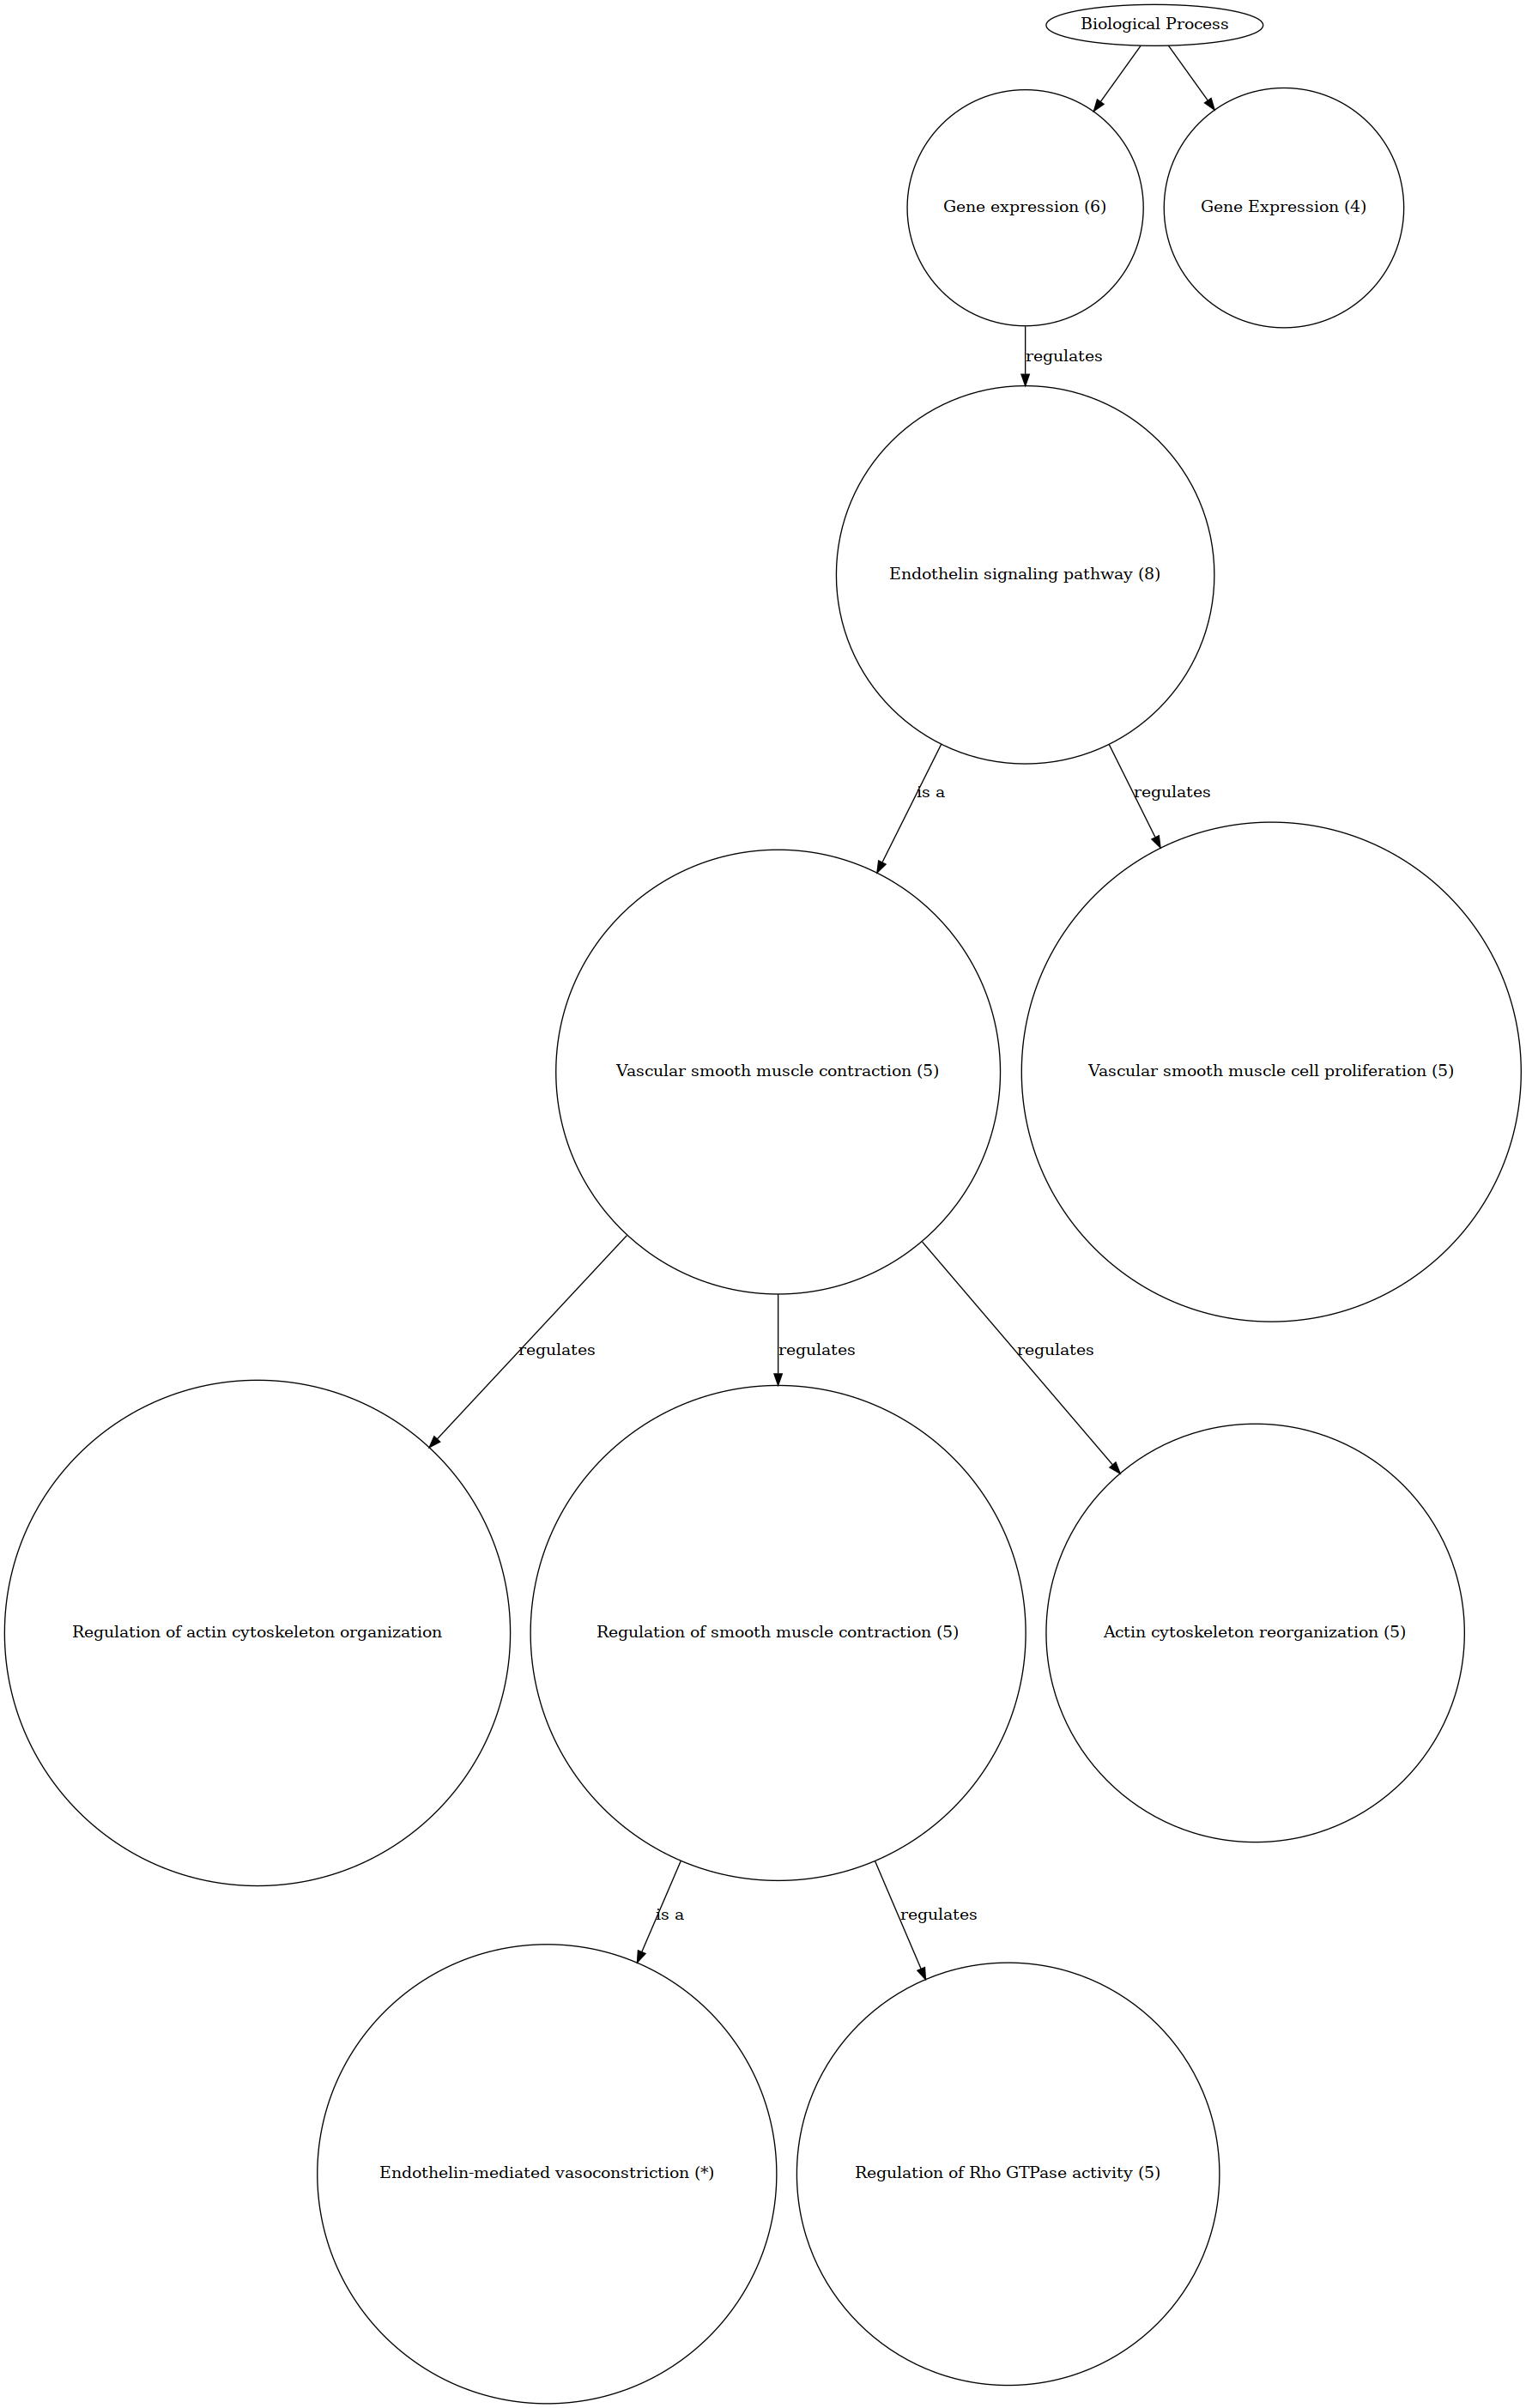 Biological Process
Gene expression (6)
Gene Expression (4)
regulates
Endothelin signaling pathway (8)
is a
regulates
Vascular smooth muscle contraction (5)
Vascular smooth muscle cell proliferation (5)
regulates
regulates
regulates
Regulation of actin cytoskeleton organization
Regulation of smooth muscle contraction (5)
Actin cytoskeleton reorganization (5)
is a
regulates
Endothelin-mediated vasoconstriction (*)
Regulation of Rho GTPase activity (5)